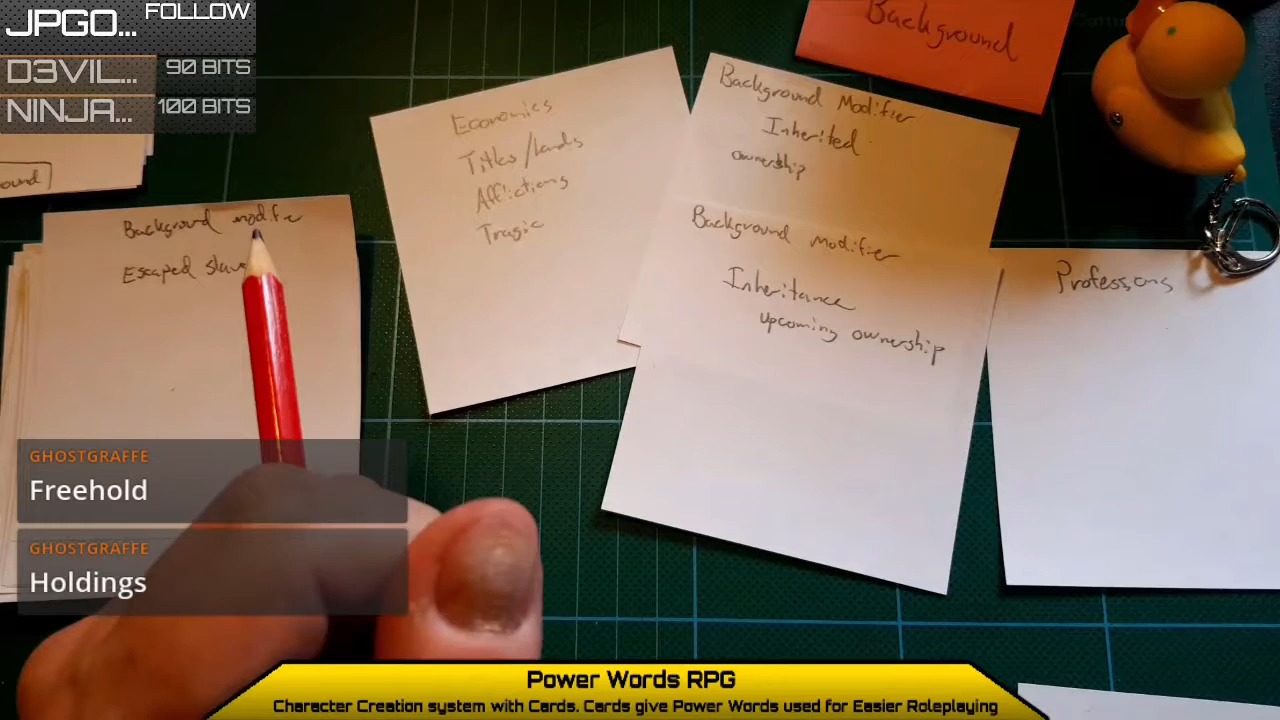 JPGO... FOLLOW
D3VIL... 90 BITS
NINJA... 100 BITS
ound
Background modifie
Escaped slave
Economics
Titles/lands
Afflictions
Tragic
Background Modifier
Inherited
ownership
Background modifier
Inheritance
upcoming ownership
Background
Professions
GHOSTGRAFFE
Freehold
GHOSTGRAFFE
Holdings
Power Words RPG
Character Creation system with Cards. Cards give Power Words used for Easier Roleplaying